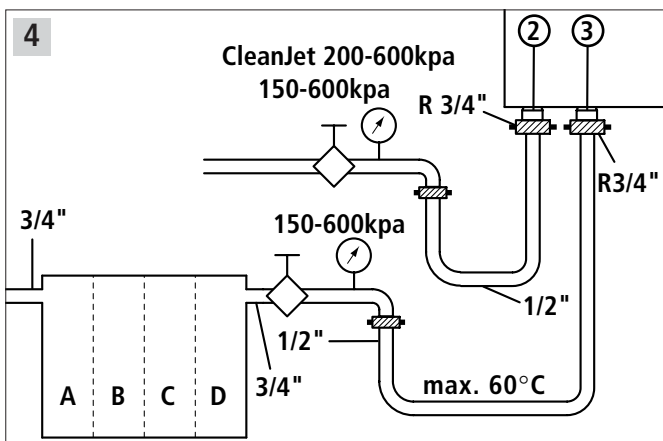 4
2 3
CleanJet 200-600kpa
150-600kpa
R 3/4"
R3/4"
3/4"
150-600kpa
1/2"
1/2"
3/4"
max. 60°C
A B C D